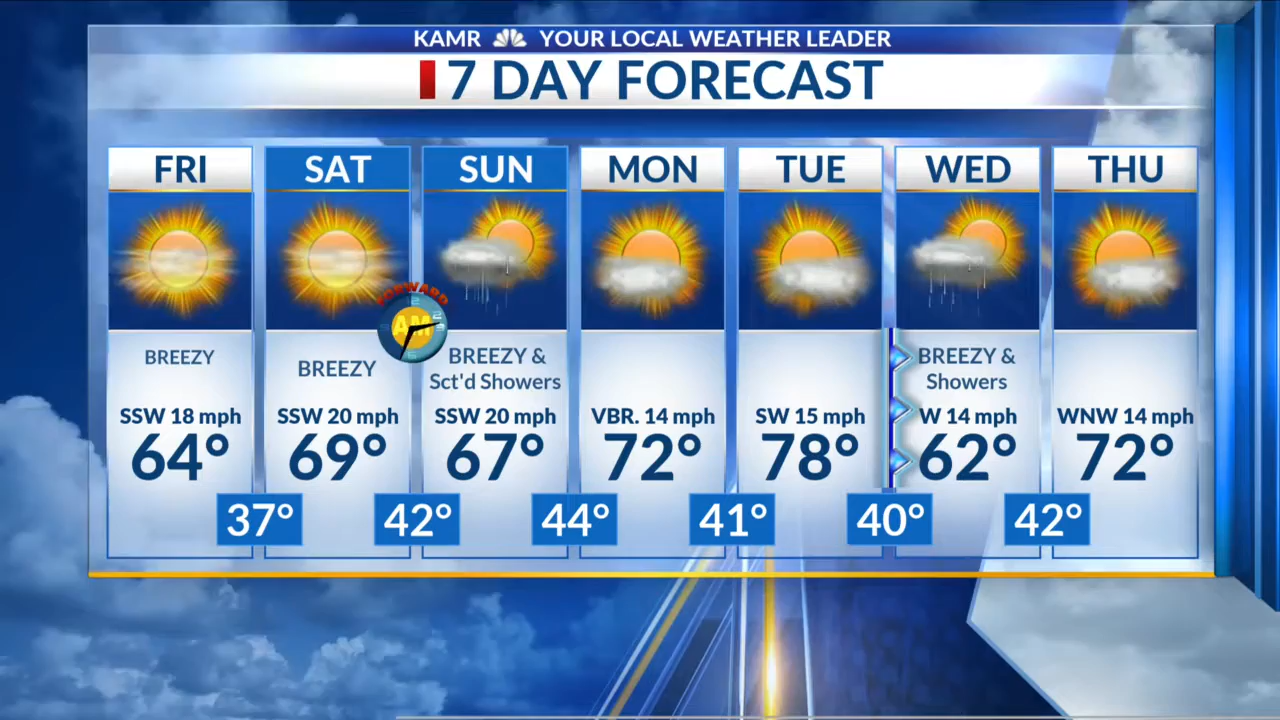 KAMR YOUR LOCAL WEATHER LEADER
7 DAY FORECAST
FRI
SAT
SUN
MON
TUE
WED
THU
FORWARD
AM
BREEZY
BREEZY
BREEZY &
Sct'd Showers
BREEZY &
Showers
SSW 18 mph
SSW 20 mph
SSW 20 mph
VBR. 14 mph
SW 15 mph
W 14 mph
WNW 14 mph
64°
69°
67°
72°
78°
62°
72°
37°
42°
44°
41°
40°
42°